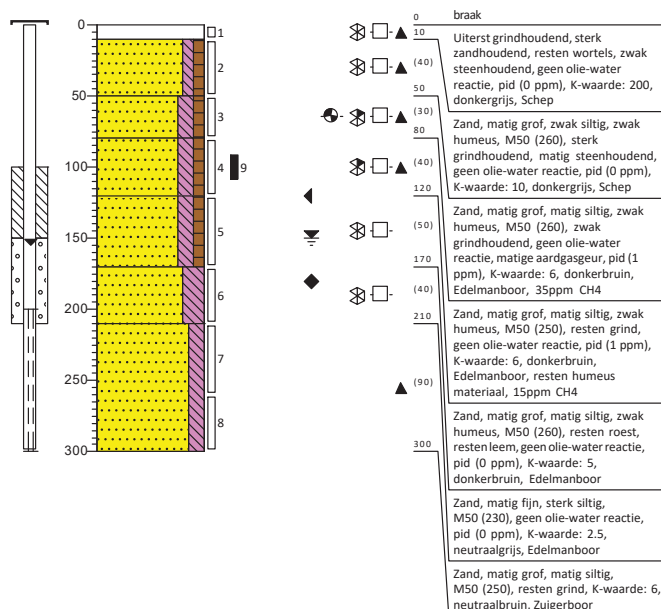 0
50
100
150
200
250
300
1
2
3
4
9
5
6
7
8
0
10
(40)
50
(30)
80
(40)
120
(50)
170
(40)
210
(90)
300
braak
Uiterst grindhoudend, sterk
zandhoudend, resten wortels, zwak
steenhoudend, geen olie-water
reactie, pid (0 ppm), K-waarde: 200,
donkergrijs, Schep
Zand, matig grof, zwak siltig, zwak
humeus, M50 (260), sterk
grindhoudend, matig steenhoudend,
geen olie-water reactie, pid (0 ppm),
K-waarde: 10, donkergrijs, Schep
Zand, matig grof, matig siltig, zwak
humeus, M50 (260), zwak
grindhoudend, geen olie-water
reactie, matige aardgasgeur, pid (1
ppm), K-waarde: 6, donkerbruin,
Edelmanboor, 35ppm CH4
Zand, matig grof, matig siltig, zwak
humeus, M50 (250), resten grind,
geen olie-water reactie, pid (1 ppm),
K-waarde: 6, donkerbruin,
Edelmanboor, resten humeus
materiaal, 15ppm CH4
Zand, matig grof, matig siltig, zwak
humeus, M50 (260), resten roest,
resten leem, geen olie-water reactie,
pid (0 ppm), K-waarde: 5,
donkerbruin, Edelmanboor
Zand, matig fijn, sterk siltig,
M50 (230), geen olie-water reactie,
pid (0 ppm), K-waarde: 2.5,
neutraalgrijs, Edelmanboor
Zand, matig grof, matig siltig,
M50 (250), resten grind, K-waarde: 6,
neutraalbruin, Zuigerboor